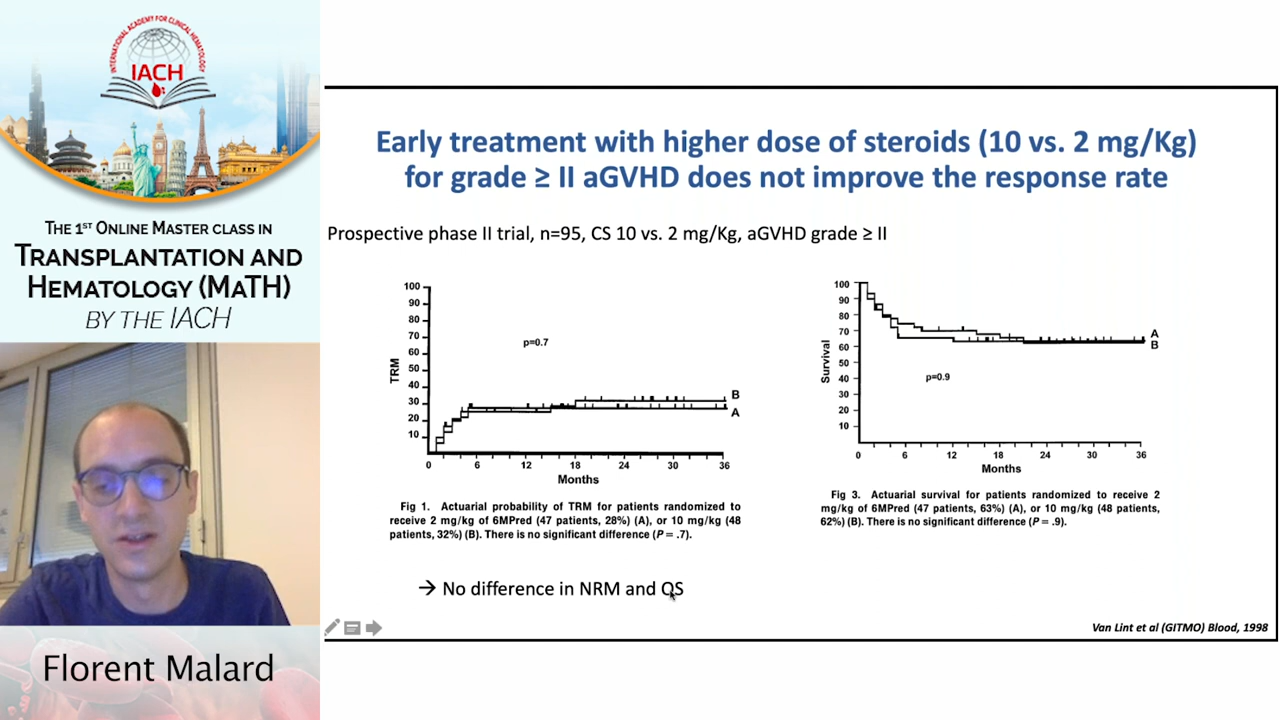 INTERNATIONAL ACADEMY FOR CLINICAL HEMATOLOGY
IACH
THE 1ST ONLINE MASTER CLASS IN
TRANSPLANTATION AND
HEMATOLOGY (MATH)
BY THE IACH
Florent Malard
Early treatment with higher dose of steroids (10 vs. 2 mg/Kg)
for grade ≥ II aGVHD does not improve the response rate
Prospective phase II trial, n=95, CS 10 vs. 2 mg/Kg, aGVHD grade ≥ II
TRM
100
90
80
70
60
50
40
30
20
10
p=0.7
B
A
0 6 12 18 24 30 36
Months
Fig 1. Actuarial probability of TRM for patients randomized to
receive 2 mg/kg of 6MPred (47 patients, 28%) (A), or 10 mg/kg (48
patients, 32%) (B). There is no significant difference (P = .7).
Survival
100
90
80
70
60
50
40
30
20
10
p=0.9
A
B
0 6 12 18 24 30 36
Months
Fig 3. Actuarial survival for patients randomized to receive 2
mg/kg of 6MPred (47 patients, 63%) (A), or 10 mg/kg (48 patients,
62%) (B). There is no significant difference (P = .9).
→ No difference in NRM and OS
Van Lint et al (GITMO) Blood, 1998